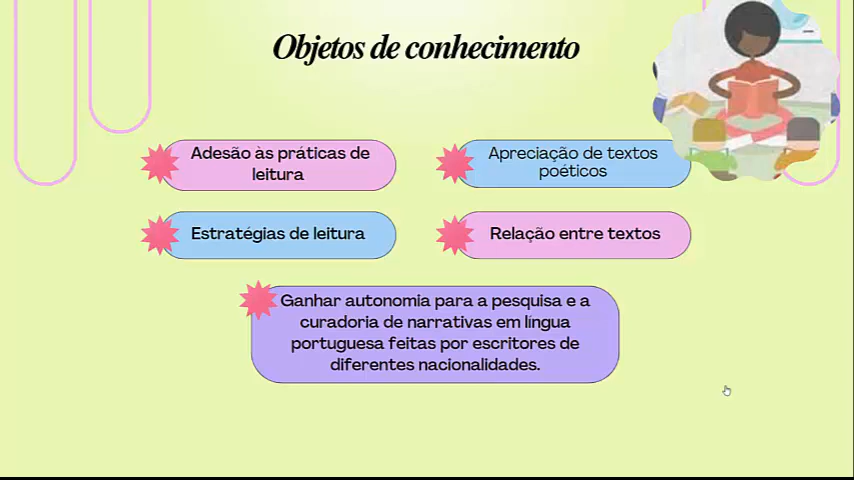 Objetos de conhecimento
Adesão às práticas de
leitura
Apreciação de textos
poéticos
Estratégias de leitura
Relação entre textos
Ganhar autonomia para a pesquisa e a
curadoria de narrativas em língua
portuguesa feitas por escritores de
diferentes nacionalidades.